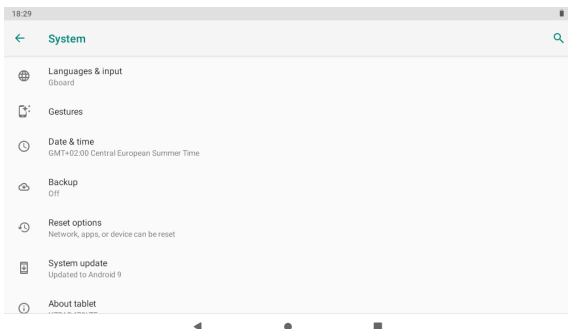 18:29
System
Languages & input
Gboard
Gestures
Date & time
GMT+02:00 Central European Summer Time
Backup
Off
Reset options
Network, apps, or device can be reset
System update
Updated to Android 9
About tablet